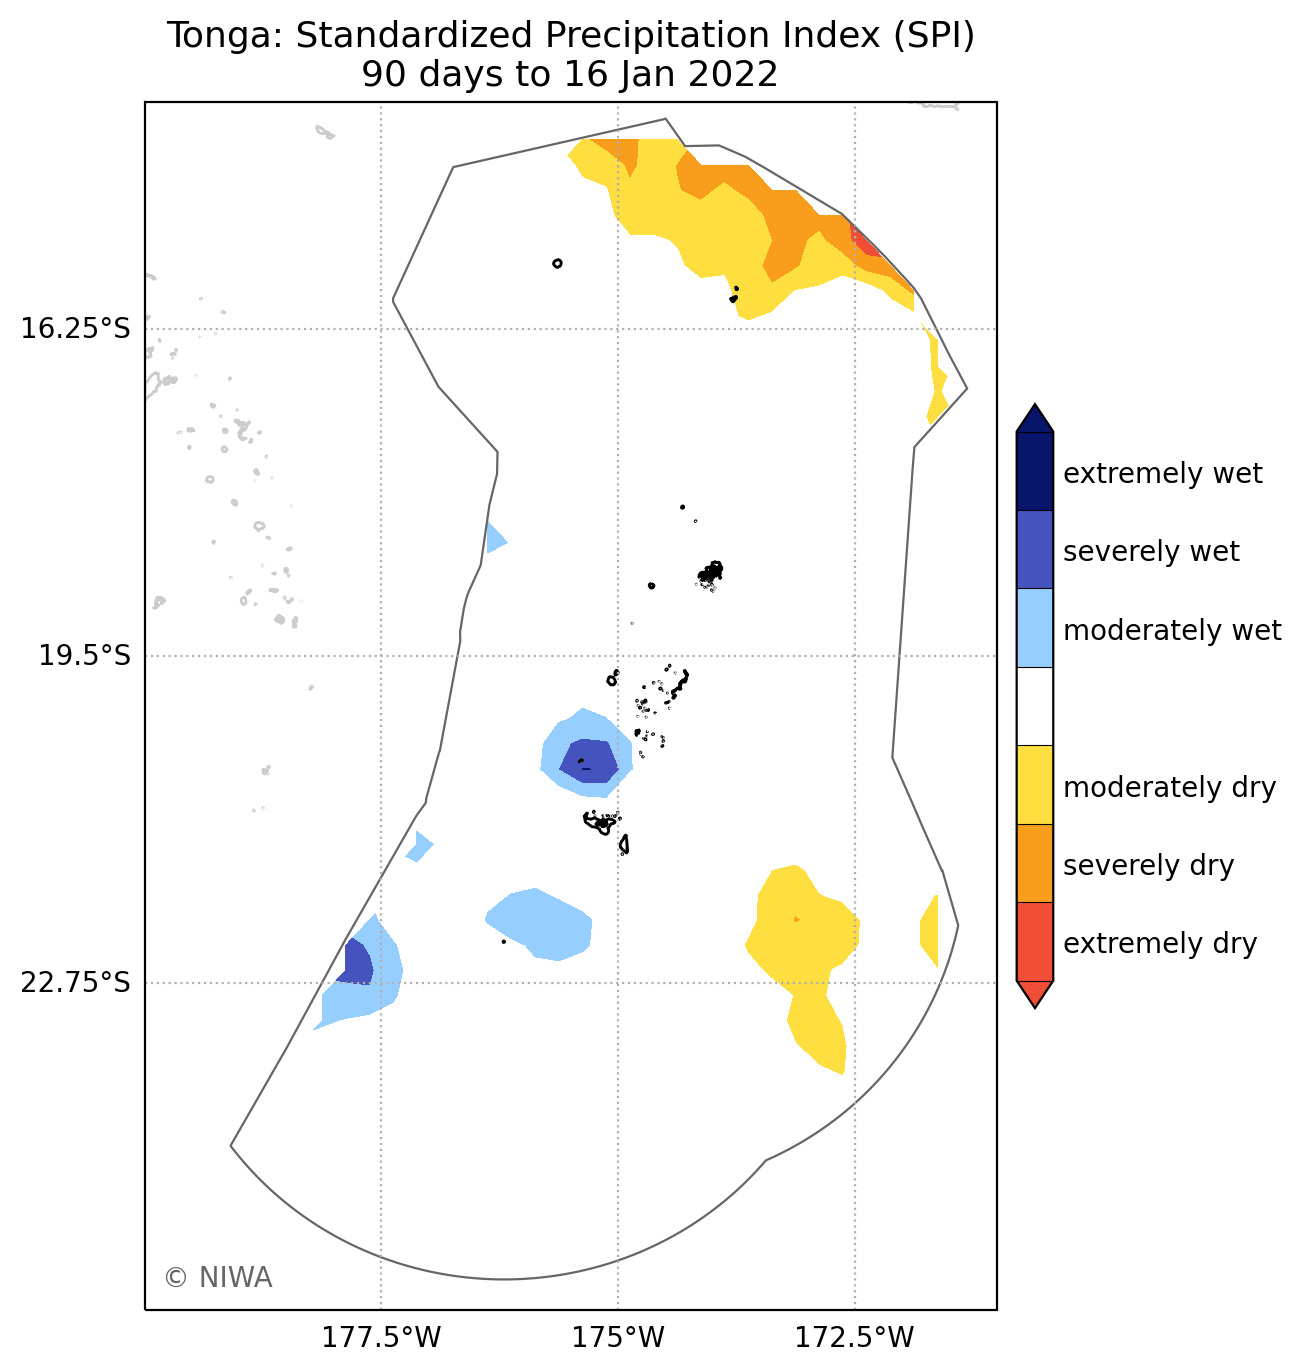 Tonga: Standardized Precipitation Index (SPI)
90 days to 16 Jan 2022
16.25°S
19.5°S
22.75°S
177.5°W
175°W
172.5°W
extremely wet
severely wet
moderately wet
moderately dry
severely dry
extremely dry
© NIWA